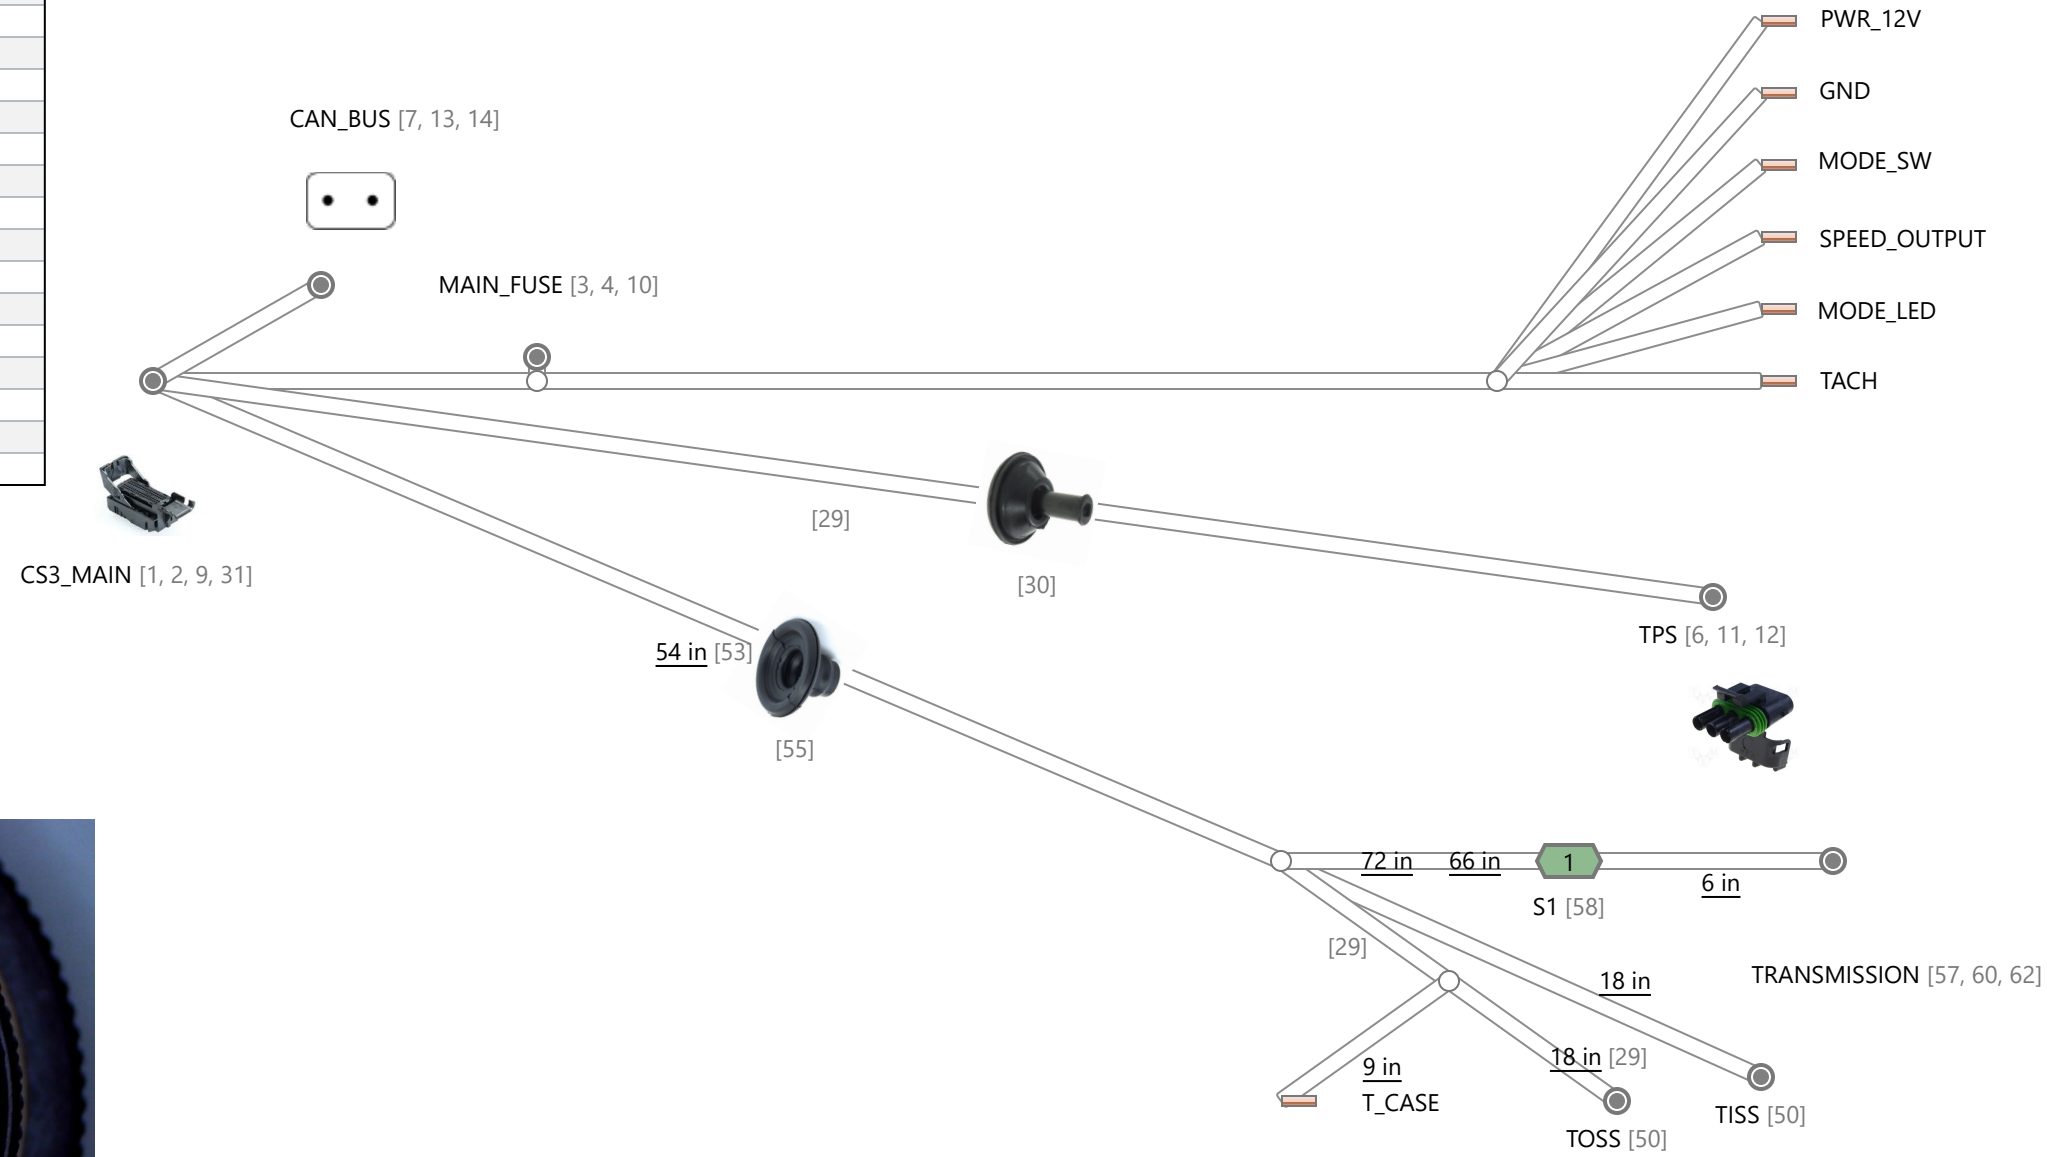 PWR_12V
GND
CAN_BUS [7, 13, 14]
MODE_SW
SPEED_OUTPUT
MAIN_FUSE [3, 4, 10]
MODE_LED
TACH
[29]
CS3_MAIN [1, 2, 9, 31]
[30]
TPS [6, 11, 12]
54 in [53]
[55]
72 in 66 in 1
6 in
S1 [58]
[29]
TRANSMISSION [57, 60, 62]
18 in
18 in [29]
9 in
T_CASE
TISS [50]
TOSS [50]